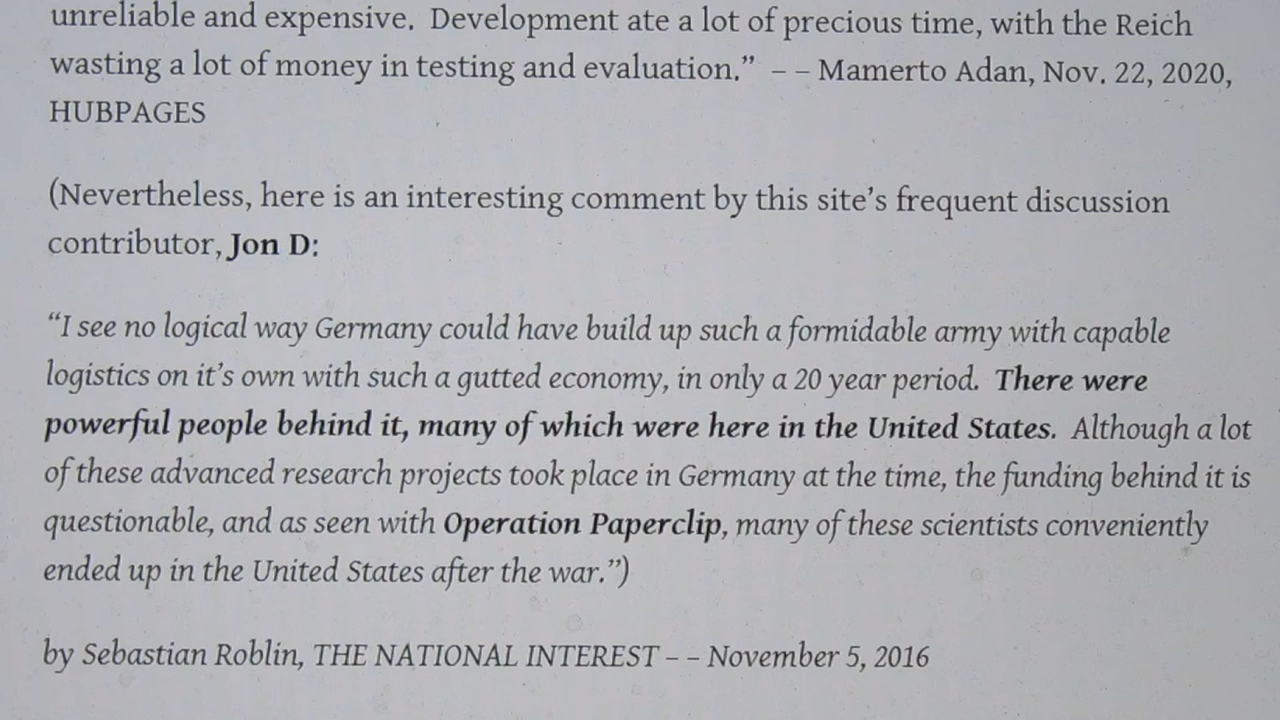 unreliable and expensive.  Development ate a lot of precious time, with the Reich
wasting a lot of money in testing and evaluation.”  – – Mamerto Adan, Nov. 22, 2020,
HUBPAGES
(Nevertheless, here is an interesting comment by this site’s frequent discussion
contributor, Jon D:
“I see no logical way Germany could have build up such a formidable army with capable
logistics on it’s own with such a gutted economy, in only a 20 year period.  There were
powerful people behind it, many of which were here in the United States.  Although a lot
of these advanced research projects took place in Germany at the time, the funding behind it is
questionable, and as seen with Operation Paperclip, many of these scientists conveniently
ended up in the United States after the war.”)
by Sebastian Roblin, THE NATIONAL INTEREST – – November 5, 2016